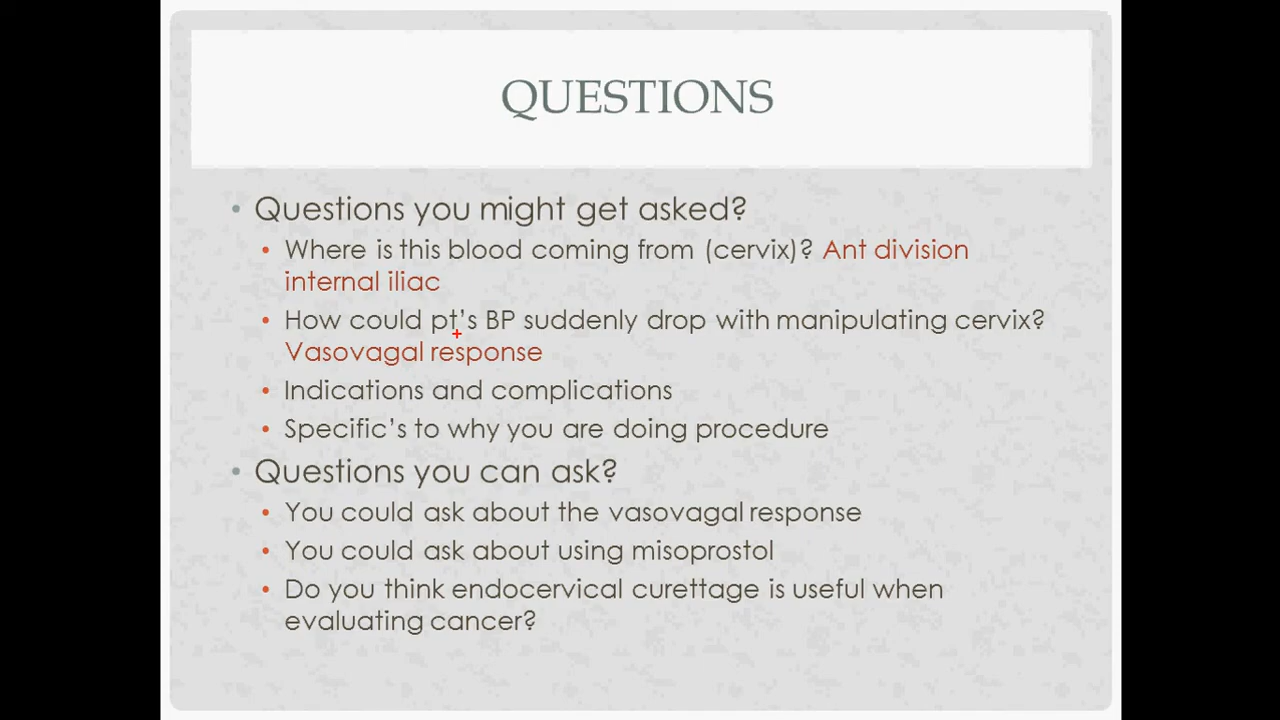 QUESTIONS
• Questions you might get asked?
• Where is this blood coming from (cervix)? Ant division
internal iliac
• How could pt's BP suddenly drop with manipulating cervix?
Vasovagal response
• Indications and complications
• Specific's to why you are doing procedure
• Questions you can ask?
• You could ask about the vasovagal response
• You could ask about using misoprostol
• Do you think endocervical curettage is useful when
evaluating cancer?